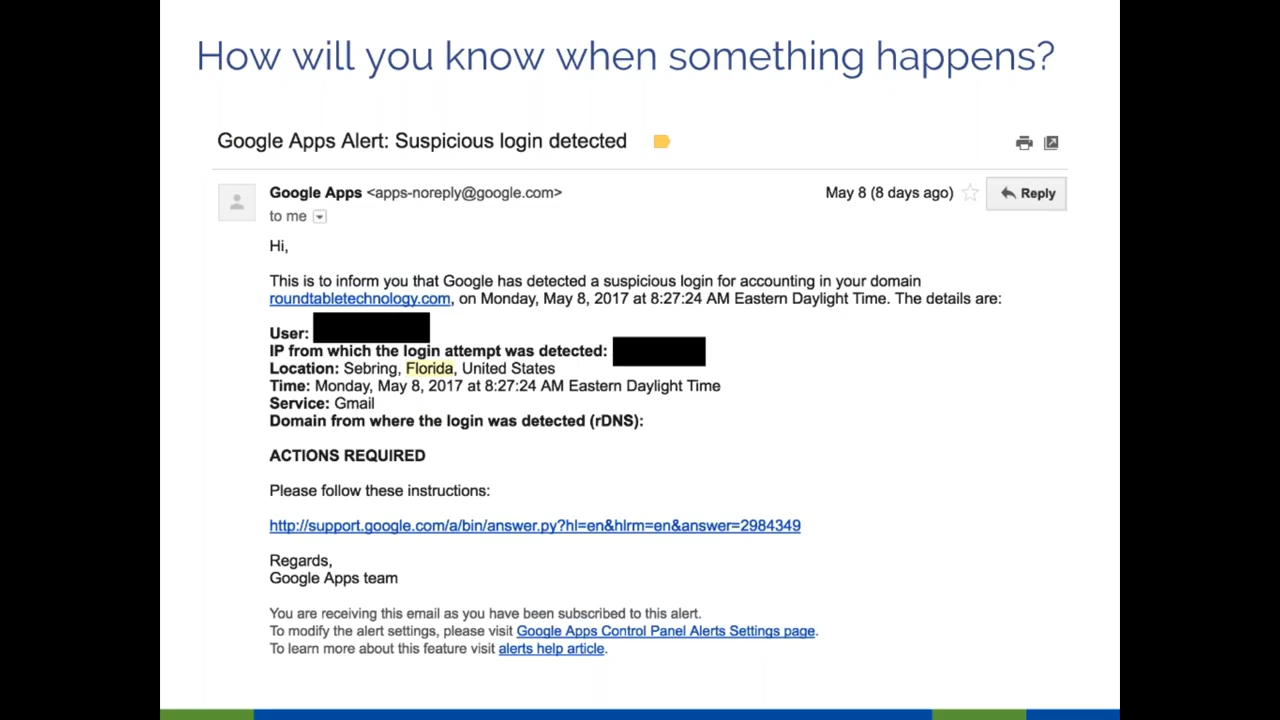 How will you know when something happens?
Google Apps Alert: Suspicious login detected
Google Apps <apps-noreply@google.com>
May 8 (8 days ago)
Reply
to me
Hi,
This is to inform you that Google has detected a suspicious login for accounting in your domain
roundtabletechnology.com, on Monday, May 8, 2017 at 8:27:24 AM Eastern Daylight Time. The details are:
User:
IP from which the login attempt was detected:
Location: Sebring, Florida, United States
Time: Monday, May 8, 2017 at 8:27:24 AM Eastern Daylight Time
Service: Gmail
Domain from where the login was detected (rDNS):
ACTIONS REQUIRED
Please follow these instructions:
http://support.google.com/a/bin/answer.py?hl=en&hlrm=en&answer=2984349
Regards,
Google Apps team
You are receiving this email as you have been subscribed to this alert.
To modify the alert settings, please visit Google Apps Control Panel Alerts Settings page.
To learn more about this feature visit alerts help article.